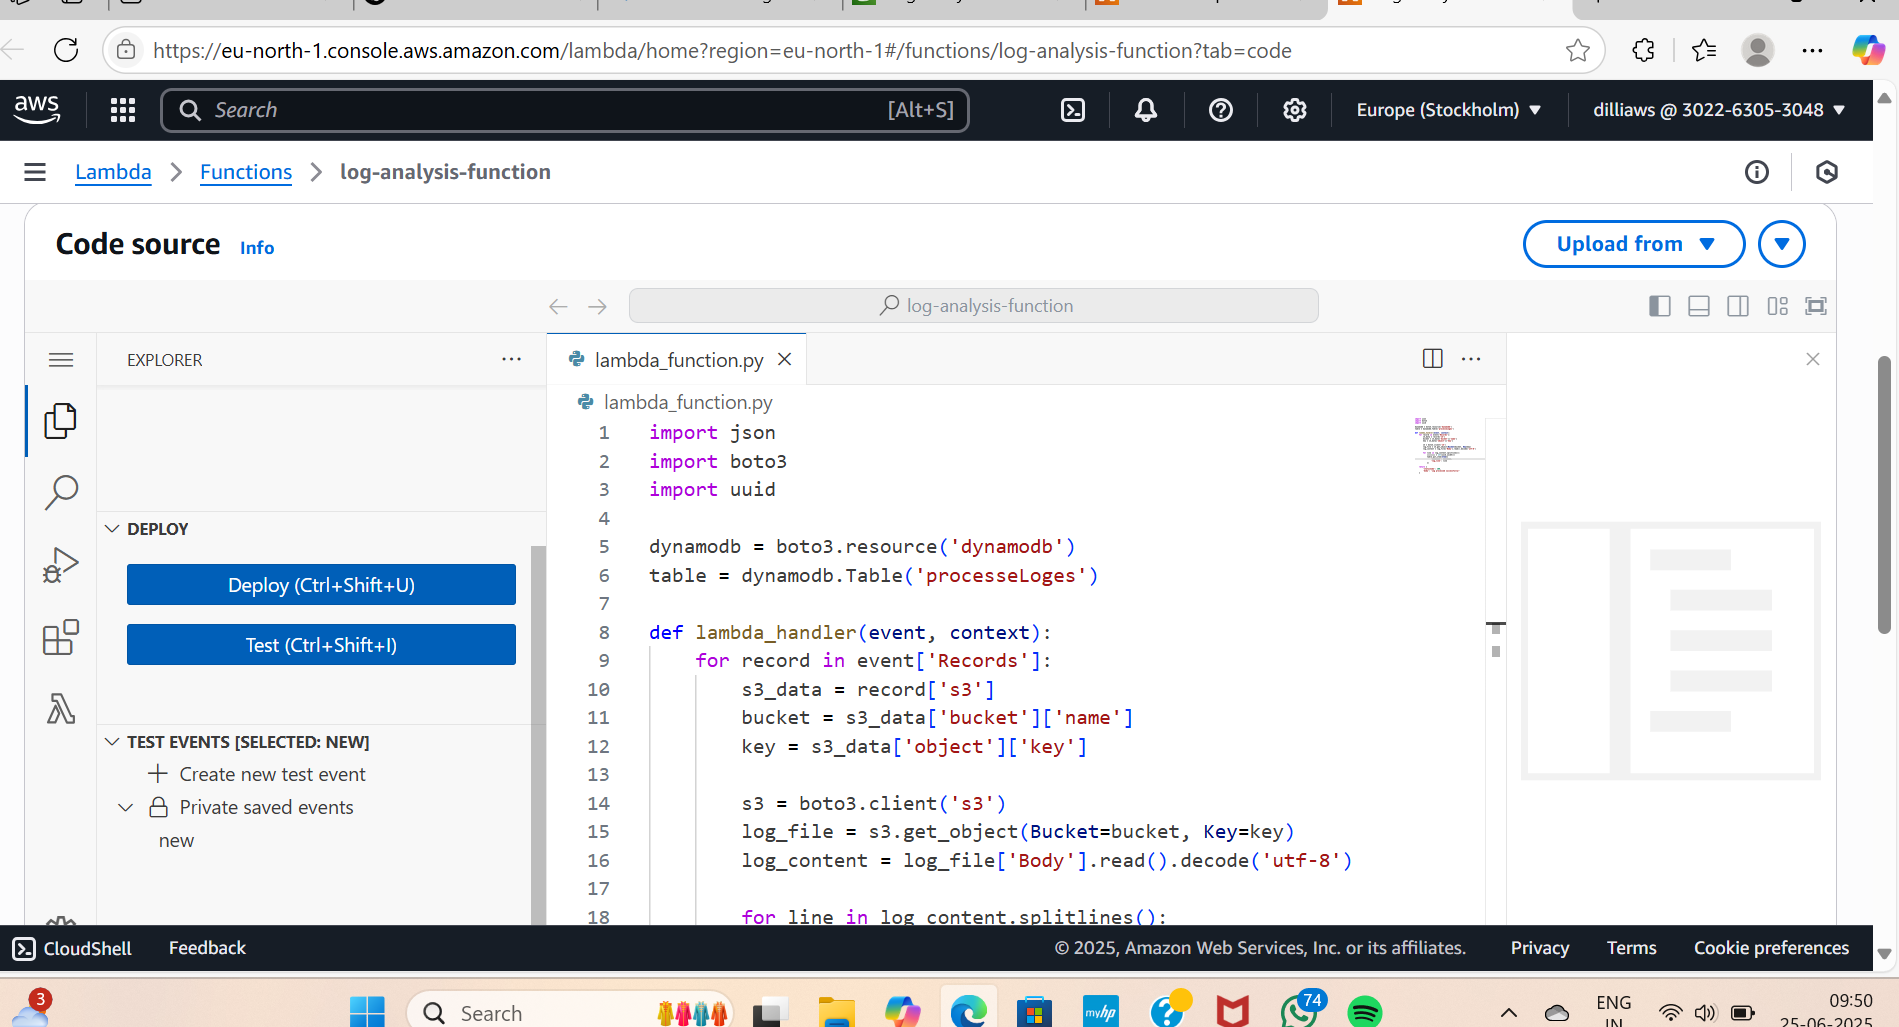 https://eu-north-1.console.aws.amazon.com/lambda/home?region=eu-north-1#/functions/log-analysis-function?tab=code
aws
Search [Alt+S]
Europe (Stockholm)
dilliaws @ 3022-6305-3048
Lambda
Functions
log-analysis-function
Code source Info
Upload from
log-analysis-function
EXPLORER
DEPLOY
Deploy (Ctrl+Shift+U)
Test (Ctrl+Shift+I)
TEST EVENTS [SELECTED: NEW]
Create new test event
Private saved events
new
lambda_function.py
lambda_function.py
1 import json
2 import boto3
3 import uuid
4
5 dynamodb = boto3.resource('dynamodb')
6 table = dynamodb.Table('processeLoges')
7
8 def lambda_handler(event, context):
9 for record in event['Records']:
10 s3_data = record['s3']
11 bucket = s3_data['bucket']['name']
12 key = s3_data['object']['key']
13
14 s3 = boto3.client('s3')
15 log_file = s3.get_object(Bucket=bucket, Key=key)
16 log_content = log_file['Body'].read().decode('utf-8')
17
18 for line in log_content.splitlines():
CloudShell
Feedback
© 2025, Amazon Web Services, Inc. or its affiliates.
Privacy
Terms
Cookie preferences
3
Search
myhp
74
ENG
IN
09:50
25-06-2025